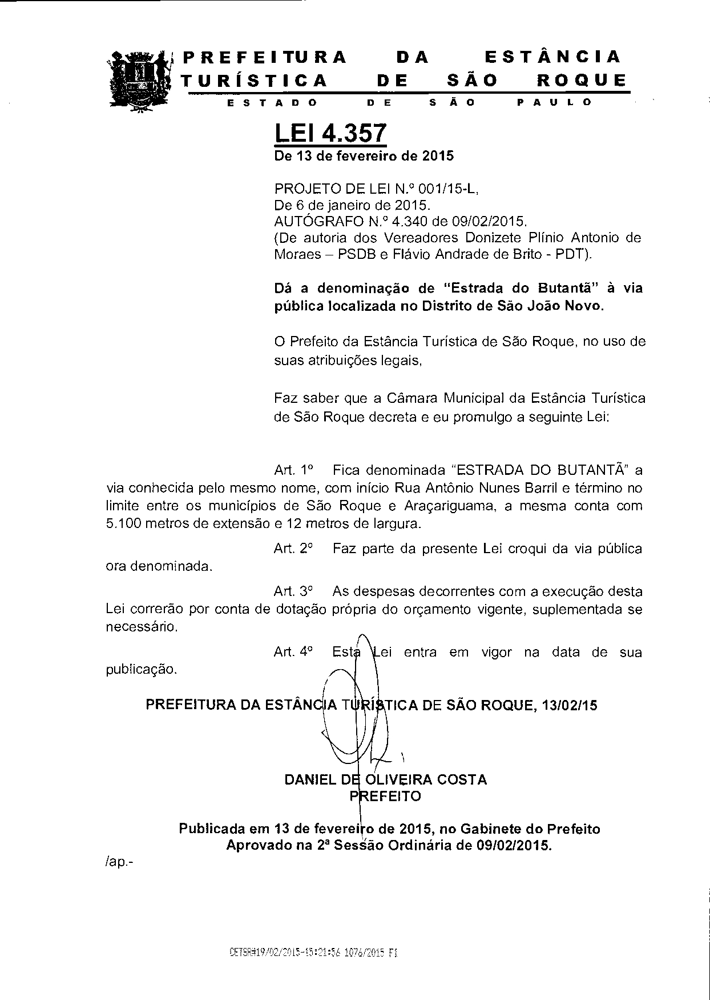 PREFEITURA DA ESTÂNCIA
TURÍSTICA DE SÃO ROQUE
ESTADO DE SÃO PAULO
LEI 4.357
De 13 de fevereiro de 2015
PROJETO DE LEI N.º 001/15-L,
De 6 de janeiro de 2015.
AUTÓGRAFO N.º 4.340 de 09/02/2015.
(De autoria dos Vereadores Donizete Plínio Antonio de
Moraes – PSDB e Flávio Andrade de Brito - PDT).
Dá a denominação de “Estrada do Butantã” à via
pública localizada no Distrito de São João Novo.
O Prefeito da Estância Turística de São Roque, no uso de
suas atribuições legais,
Faz saber que a Câmara Municipal da Estância Turística
de São Roque decreta e eu promulgo a seguinte Lei:
Art. 1º Fica denominada “ESTRADA DO BUTANTÔ a
via conhecida pelo mesmo nome, com início Rua Antônio Nunes Barril e término no
limite entre os municípios de São Roque e Araçariguama, a mesma conta com
5.100 metros de extensão e 12 metros de largura.
Art. 2º Faz parte da presente Lei croqui da via pública
ora denominada.
Art. 3º As despesas decorrentes com a execução desta
Lei correrão por conta de dotação própria do orçamento vigente, suplementada se
necessário.
Art. 4º Esta Lei entra em vigor na data de sua
publicação.
PREFEITURA DA ESTÂNCIA TURÍSTICA DE SÃO ROQUE, 13/02/15
DANIEL DE OLIVEIRA COSTA
PREFEITO
Publicada em 13 de fevereiro de 2015, no Gabinete do Prefeito
Aprovado na 2ª Sessão Ordinária de 09/02/2015.
/ap.-
CETSR#19/02/2015-15:21:56 1076/2015 F1